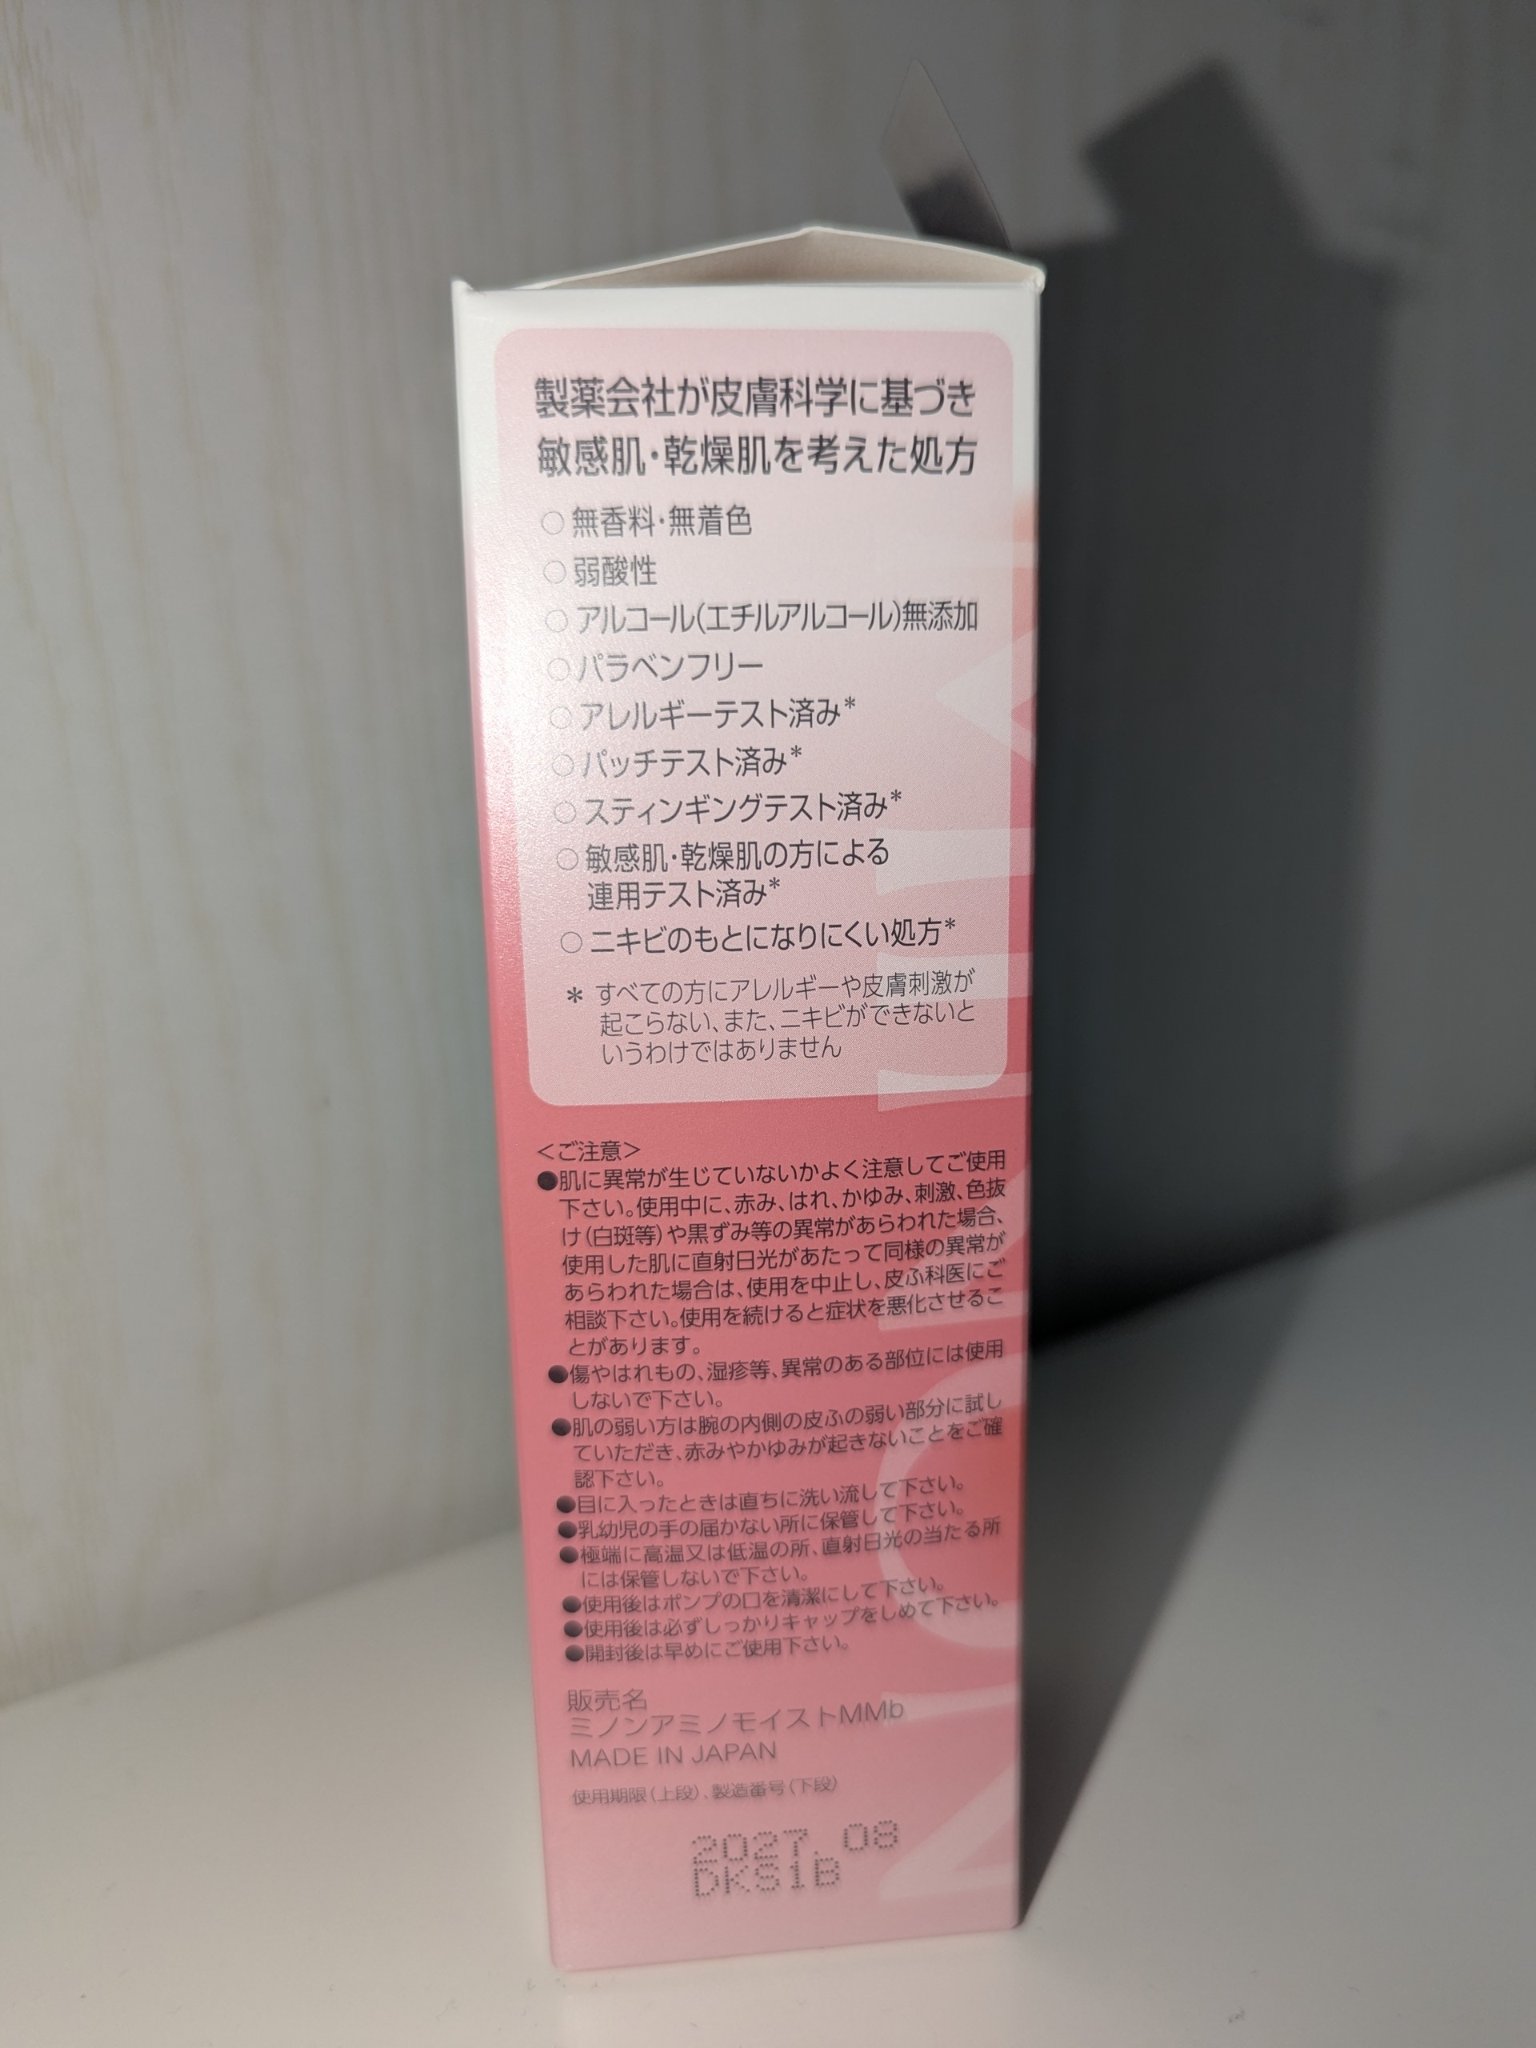 製薬会社が皮膚科学に基づき
敏感肌・乾燥肌を考えた処方
○無香料・無着色
○弱酸性
○アルコール(エチルアルコール)無添加
○パラベンフリー
○アレルギーテスト済み*
○パッチテスト済み*
○スティンギングテスト済み*
○敏感肌・乾燥肌の方による
連用テスト済み*
○ニキビのもとになりにくい処方*
* すべての方にアレルギーや皮膚刺激が
起こらない、また、ニキビができないと
いうわけではありません
<ご注意>
●肌に異常が生じていないかよく注意してご使用
下さい。使用中に、赤み、はれ、かゆみ、刺激、色抜
け(白斑等)や黒ずみ等の異常があらわれた場合、
使用した肌に直射日光があたって同様の異常が
あらわれた場合は、使用を中止し、皮ふ科医にご
相談下さい。使用を続けると症状を悪化させるこ
とがあります。
●傷やはれもの、湿疹等、異常のある部位には使用
しないで下さい。
●肌の弱い方は腕の内側の皮ふの弱い部分に試し
ていただき、赤みやかゆみが起きないことをご確
認下さい。
●目に入ったときは直ちに洗い流して下さい。
●乳幼児の手の届かない所に保管して下さい。
●極端に高温又は低温の所、直射日光の当たる所
には保管しないで下さい。
●使用後はポンプの口を清潔にして下さい。
●使用後は必ずしっかりキャップをしめて下さい。
●開封後は早めにご使用下さい。
販売名
ミノンアミノモイストMMb
MADE IN JAPAN
使用期限(上段)、製造番号(下段)
2027.08
DKS1B
MINON